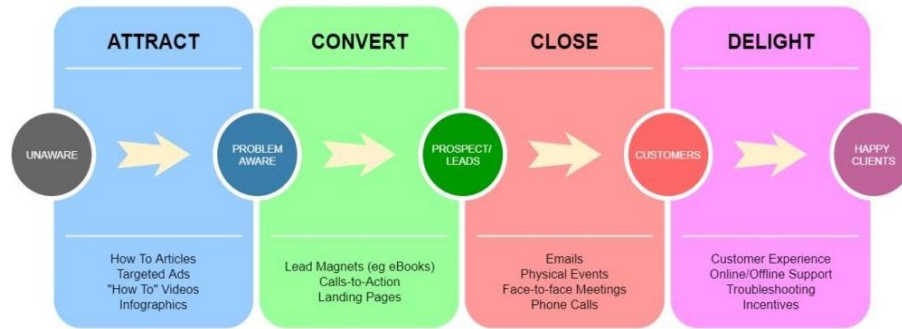 ATTRACT
CONVERT
CLOSE
DELIGHT
UNAWARE
PROBLEM
AWARE
PROSPECT/
LEADS
CUSTOMERS
HAPPY
CLIENTS
How To Articles
Targeted Ads
"How To" Videos
Infographics
Lead Magnets (eg eBooks)
Calls-to-Action
Landing Pages
Emails
Physical Events
Face-to-face Meetings
Phone Calls
Customer Experience
Online/Offline Support
Troubleshooting
Incentives